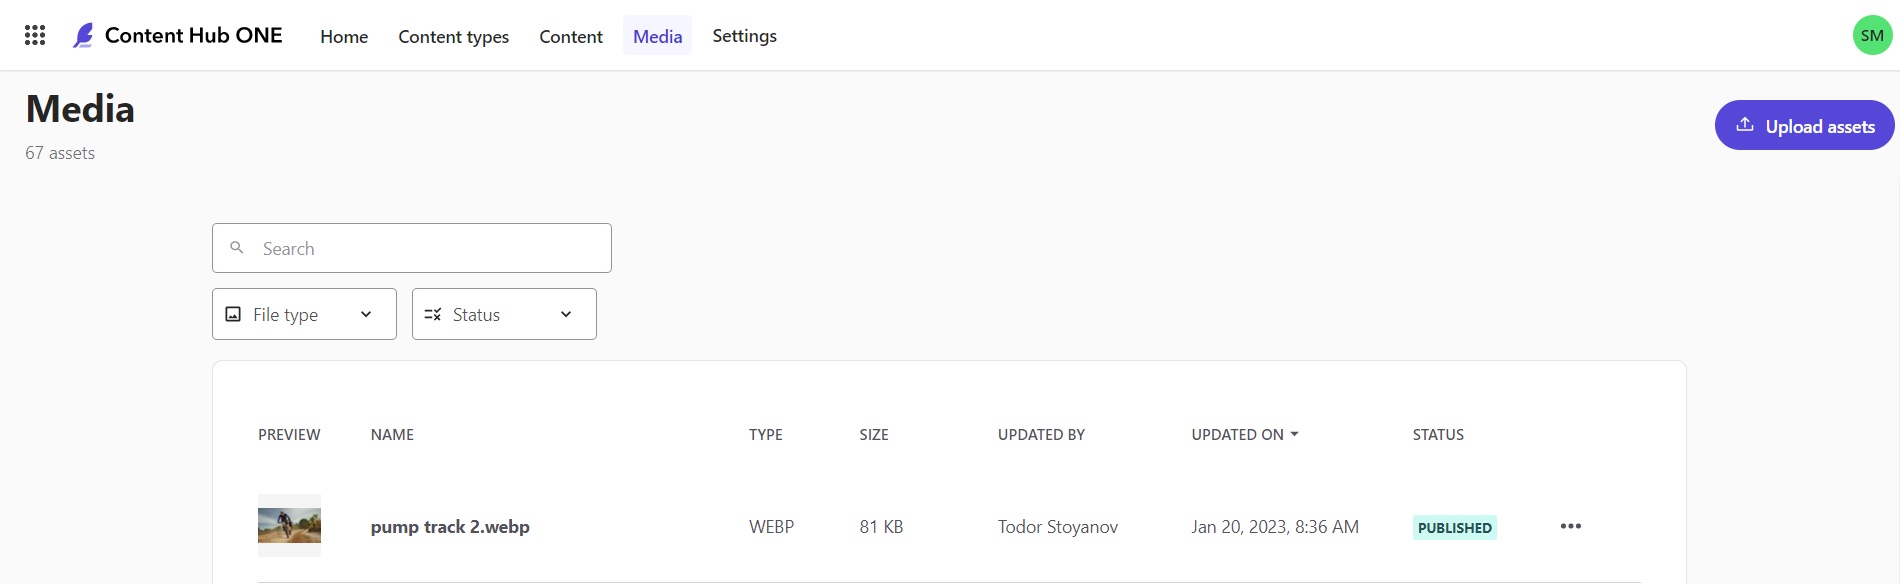 Content Hub ONE Home Content types Content Media Settings SM
Media
67 assets
Upload assets
Search
File type Status
PREVIEW NAME TYPE SIZE UPDATED BY UPDATED ON STATUS
pump track 2.webp WEBP 81 KB Todor Stoyanov Jan 20, 2023, 8:36 AM PUBLISHED